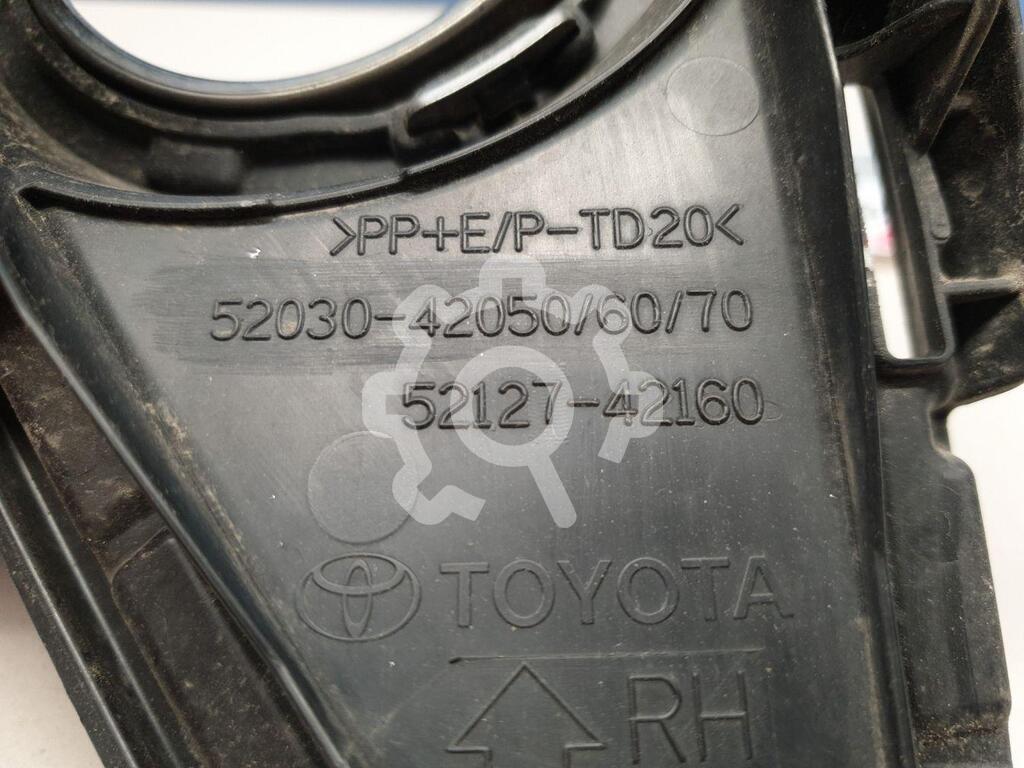 >PP+E/P-TD20<
52030-42050/60/70
52127-42160
TOYOTA
RH